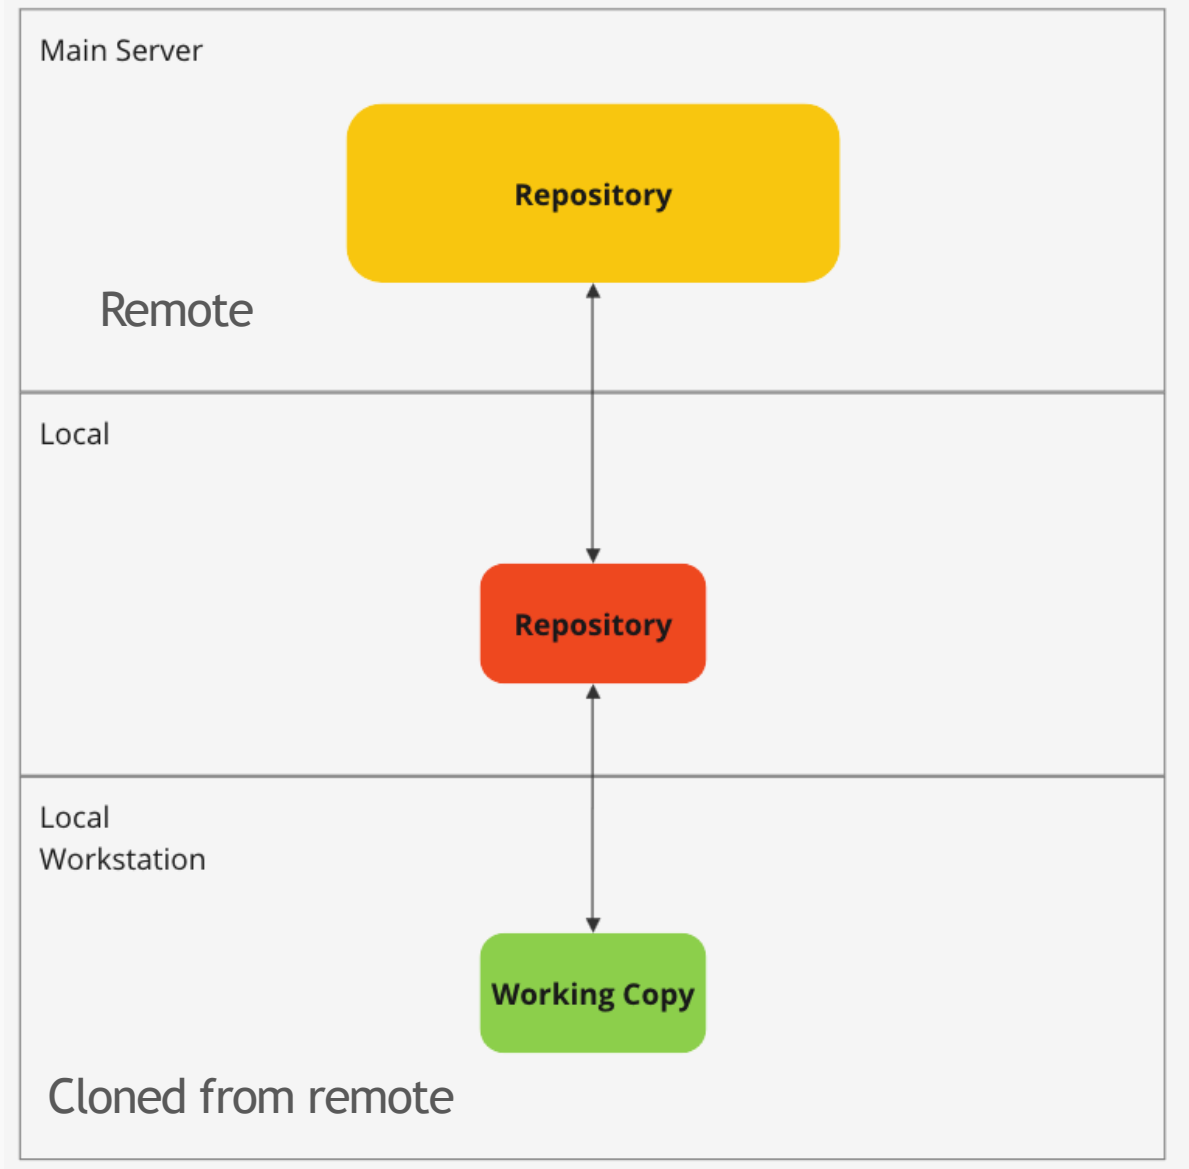 Main Server
Repository
Remote
Local
Repository
Local
Workstation
Working Copy
Cloned from remote